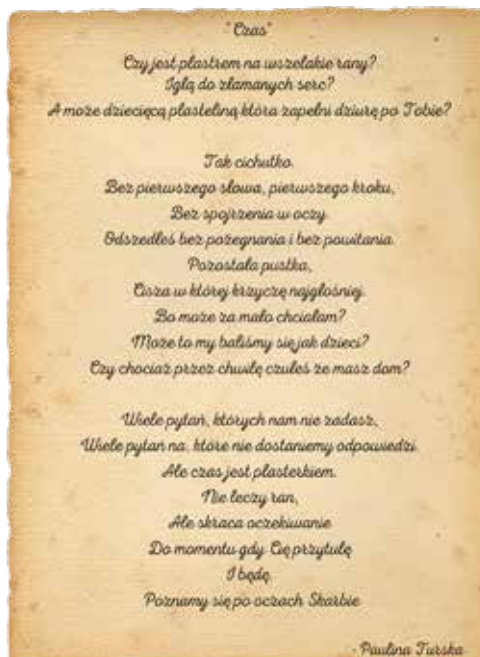 "Czas"
Czy jest plastrem na wszelakie rany?
Igłą do złamanych serc?
A może dziecięcą plasteliną która zapełni dziurę po Tobie?
Tak cichutko.
Bez pierwszego słowa, pierwszego kroku,
Bez spojrzenia w oczy.
Odszedłeś bez pożegnania i bez powitania.
Pozostała pustka,
Cisza w której krzyczę najgłośniej.
Bo może za mało chciałam?
Może to my baliśmy się jak dzieci?
Czy chociaż przez chwilę czułeś że masz dom?
Wiele pytań, których nam nie zadasz,
Wiele pytań na, które nie dostaniemy odpowiedzi.
Ale czas jest plasterkiem.
Nie leczy ran,
Ale skraca oczekiwanie
Do momentu gdy Cię przytulę
I będę.
Poznamy się po oczach Skarbie
- Paulina Turska